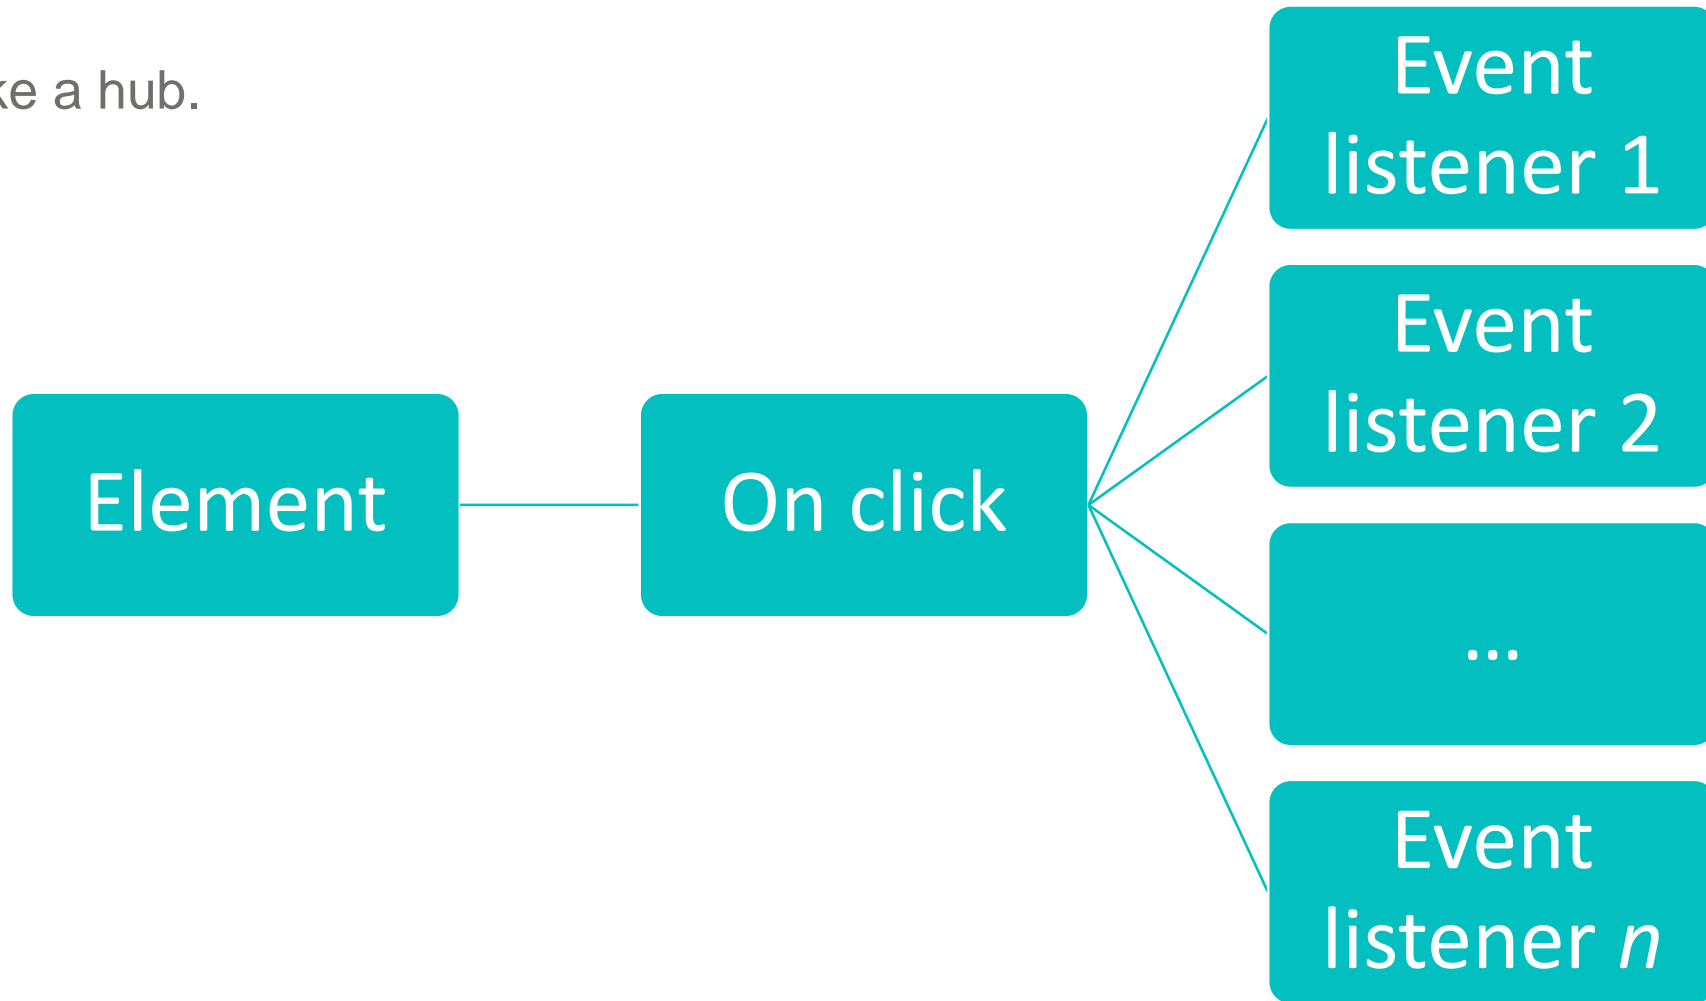 a hub.
Event
listener 1
Event
listener 2
Element
On click
...
Event
listener n